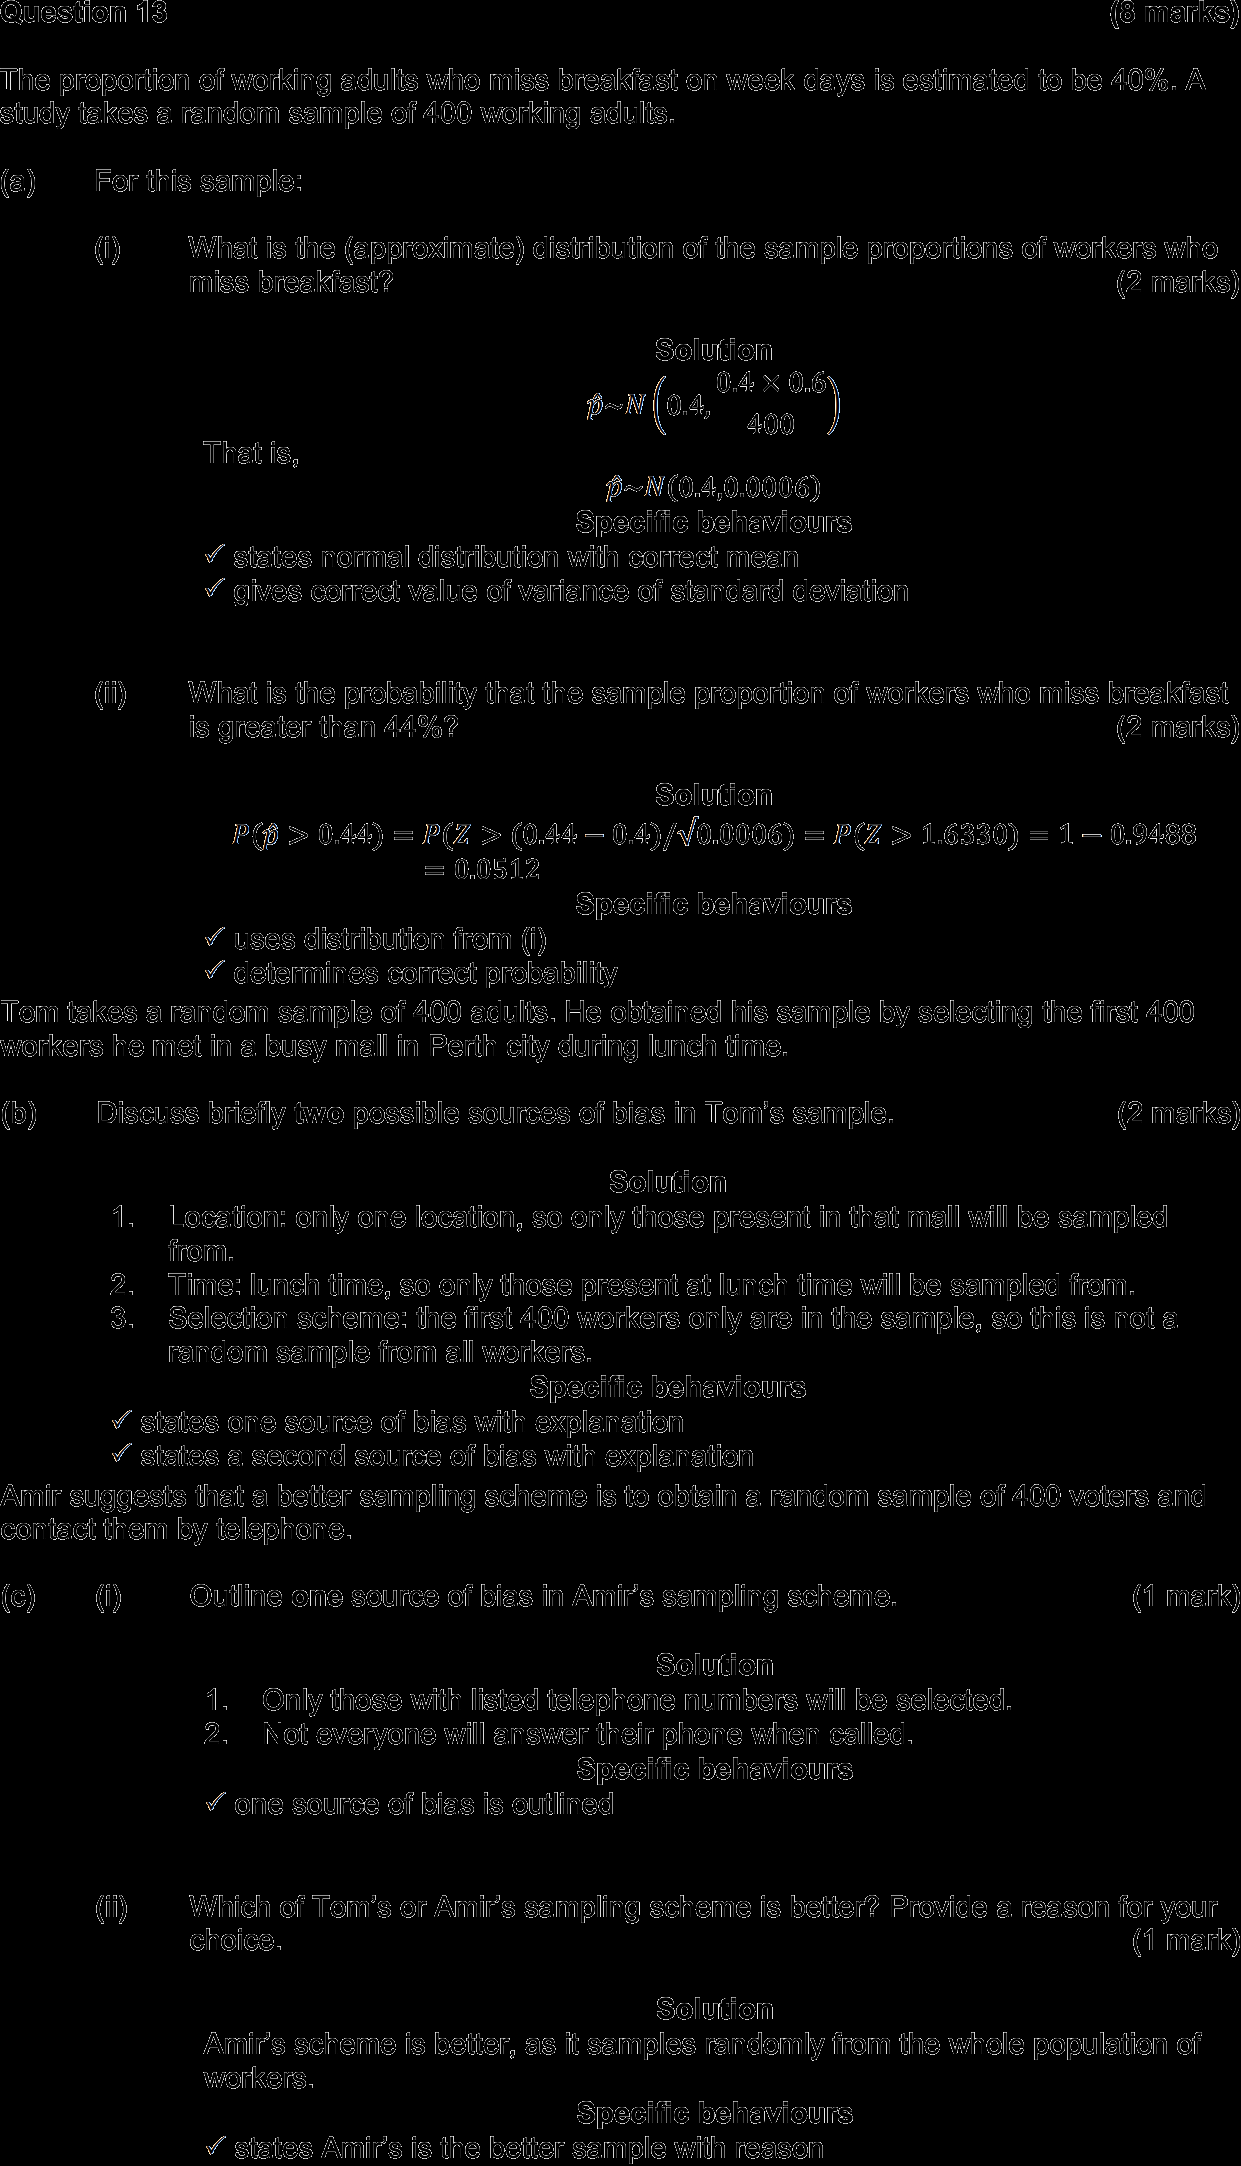 Question 13 (8 marks)
The proportion of working adults who miss breakfast on week days is estimated to be 40%. A
study takes a random sample of 400 working adults.
(a) For this sample:
(i) What is the (approximate) distribution of the sample proportions of workers who
miss breakfast? (2 marks)
Solution
p̂~N(0.4, (0.4 × 0.6)/400)
That is,
p̂~N(0.4,0.0006)
Specific behaviours
✓ states normal distribution with correct mean
✓ gives correct value of variance of standard deviation
(ii) What is the probability that the sample proportion of workers who miss breakfast
is greater than 44%? (2 marks)
Solution
P(p̂ > 0.44) = P(Z > (0.44 − 0.4)/√0.0006) = P(Z > 1.6330) = 1 − 0.9488
= 0.0512
Specific behaviours
✓ uses distribution from (i)
✓ determines correct probability
Tom takes a random sample of 400 adults. He obtained his sample by selecting the first 400
workers he met in a busy mall in Perth city during lunch time.
(b) Discuss briefly two possible sources of bias in Tom's sample. (2 marks)
Solution
1. Location: only one location, so only those present in that mall will be sampled
from.
2. Time: lunch time, so only those present at lunch time will be sampled from.
3. Selection scheme: the first 400 workers only are in the sample, so this is not a
random sample from all workers.
Specific behaviours
✓ states one source of bias with explanation
✓ states a second source of bias with explanation
Amir suggests that a better sampling scheme is to obtain a random sample of 400 voters and
contact them by telephone.
(c) (i) Outline one source of bias in Amir's sampling scheme. (1 mark)
Solution
1. Only those with listed telephone numbers will be selected.
2. Not everyone will answer their phone when called.
Specific behaviours
✓ one source of bias is outlined
(ii) Which of Tom's or Amir's sampling scheme is better? Provide a reason for your
choice. (1 mark)
Solution
Amir's scheme is better, as it samples randomly from the whole population of
workers.
Specific behaviours
✓ states Amir's is the better sample with reason